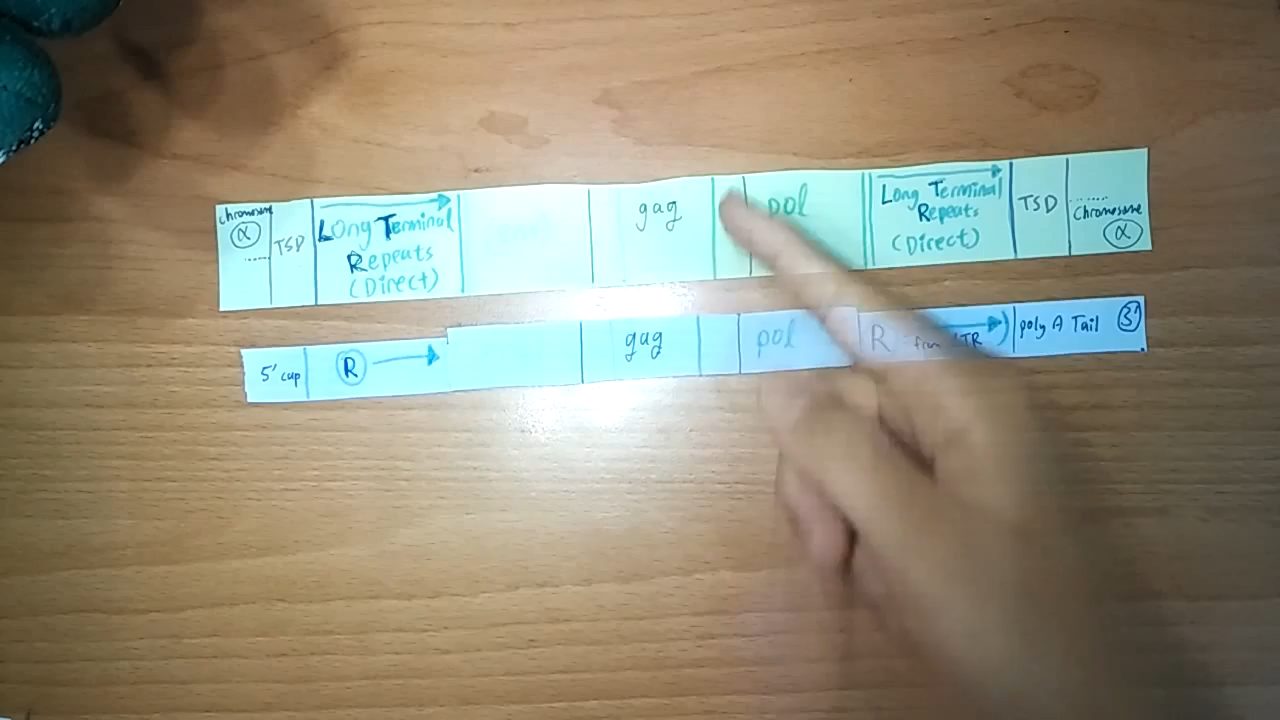 chromosome
α
......
TSD
Long Terminal
Repeats
(Direct)
gag
pol
Long Terminal
Repeats
(Direct)
TSD
......
chromosome
α
5' cap
R
gag
pol
R
LTR)
poly A Tail 3'